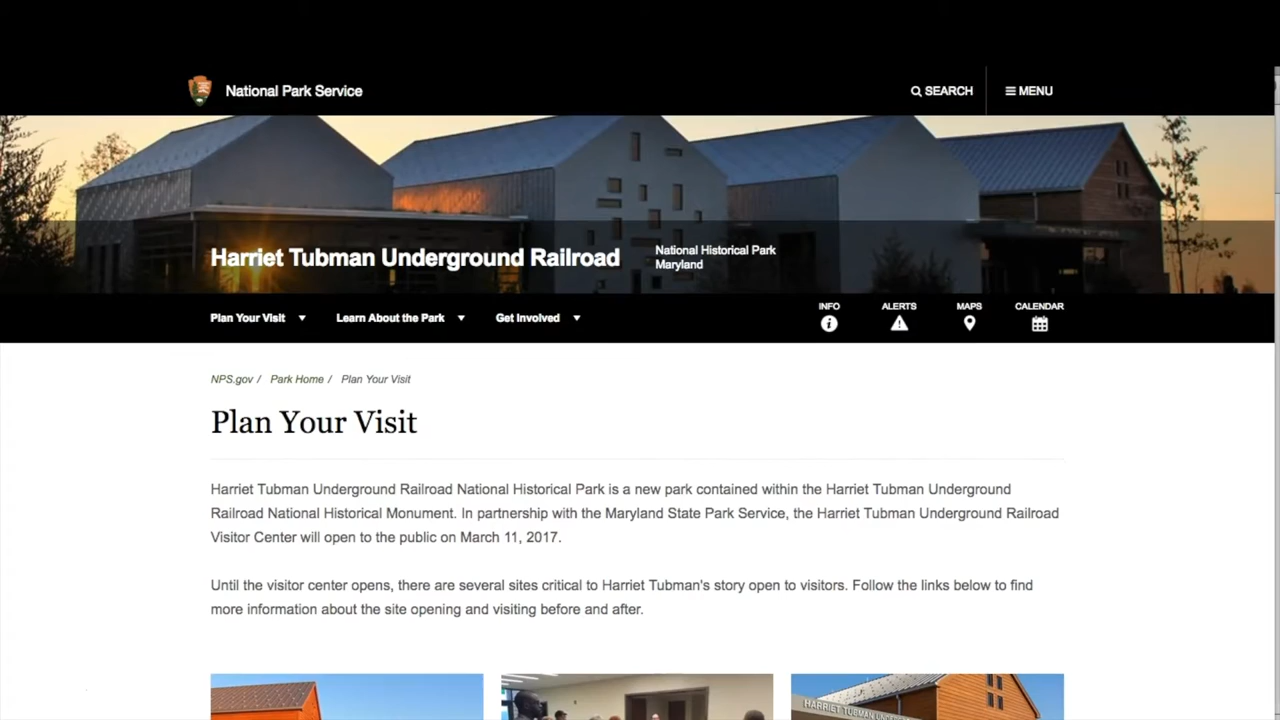 National Park Service
SEARCH
MENU
Harriet Tubman Underground Railroad
National Historical Park
Maryland
Plan Your Visit
Learn About the Park
Get Involved
INFO
ALERTS
MAPS
CALENDAR
NPS.gov / Park Home / Plan Your Visit
Plan Your Visit
Harriet Tubman Underground Railroad National Historical Park is a new park contained within the Harriet Tubman Underground
Railroad National Historical Monument. In partnership with the Maryland State Park Service, the Harriet Tubman Underground Railroad
Visitor Center will open to the public on March 11, 2017.
Until the visitor center opens, there are several sites critical to Harriet Tubman's story open to visitors. Follow the links below to find
more information about the site opening and visiting before and after.
HARRIET TUBMAN